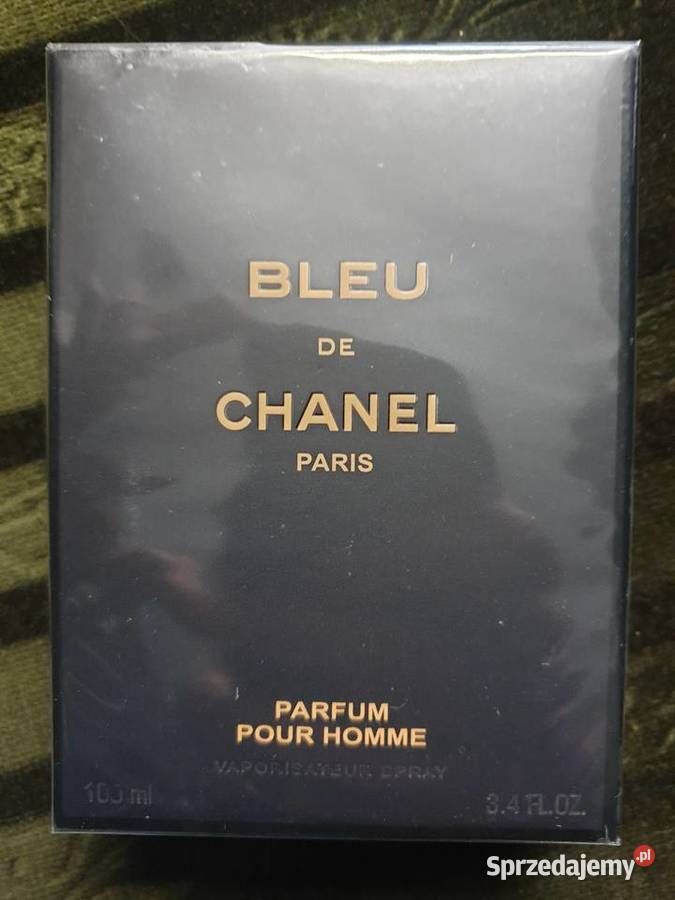 BLEU
DE
CHANEL
PARIS
PARFUM
POUR HOMME
VAPORISATEUR SPRAY
100 ml 3.4 FL.OZ.
Sprzedajemy.pl